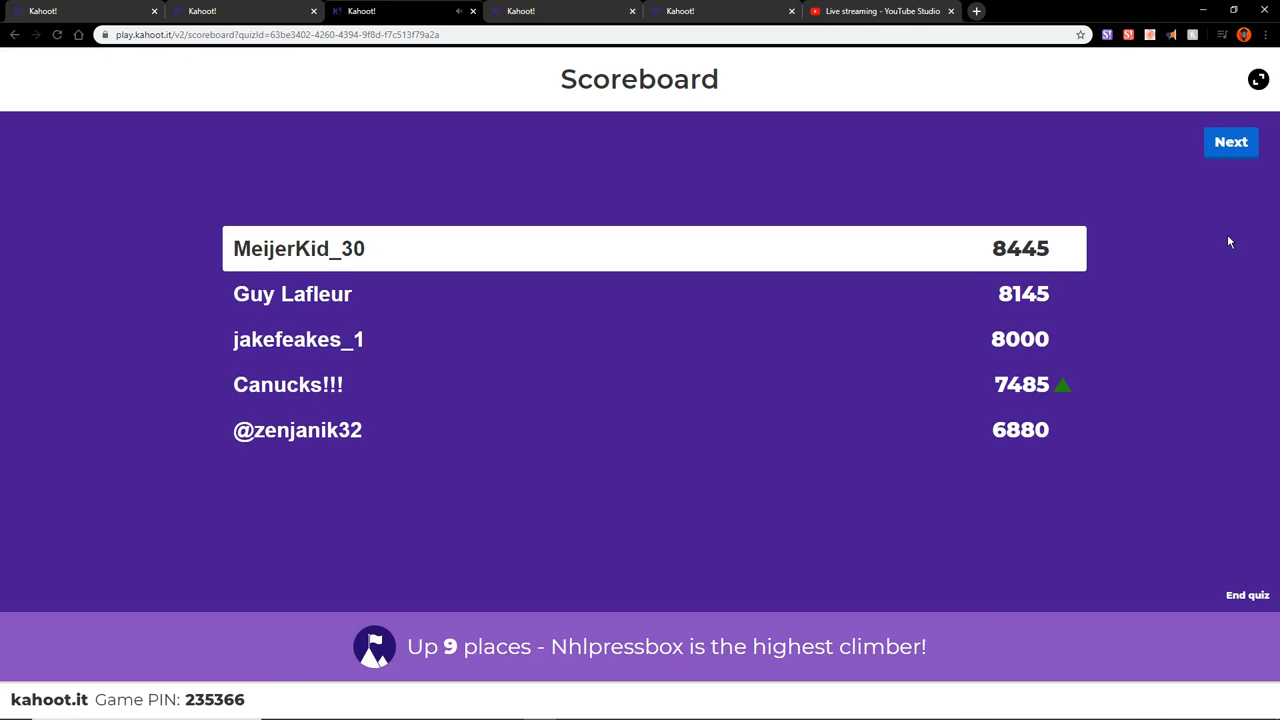 Kahoot! Kahoot! Kahoot! Kahoot! Kahoot! Live streaming - YouTube Studio
play.kahoot.it/v2/scoreboard?quizId=63be3402-4260-4394-9f8d-f7c513f79a2a
Scoreboard
Next
MeijerKid_30 8445
Guy Lafleur 8145
jakefeakes_1 8000
Canucks!!! 7485
@zenjanik32 6880
End quiz
Up 9 places - Nhlpressbox is the highest climber!
kahoot.it Game PIN: 235366